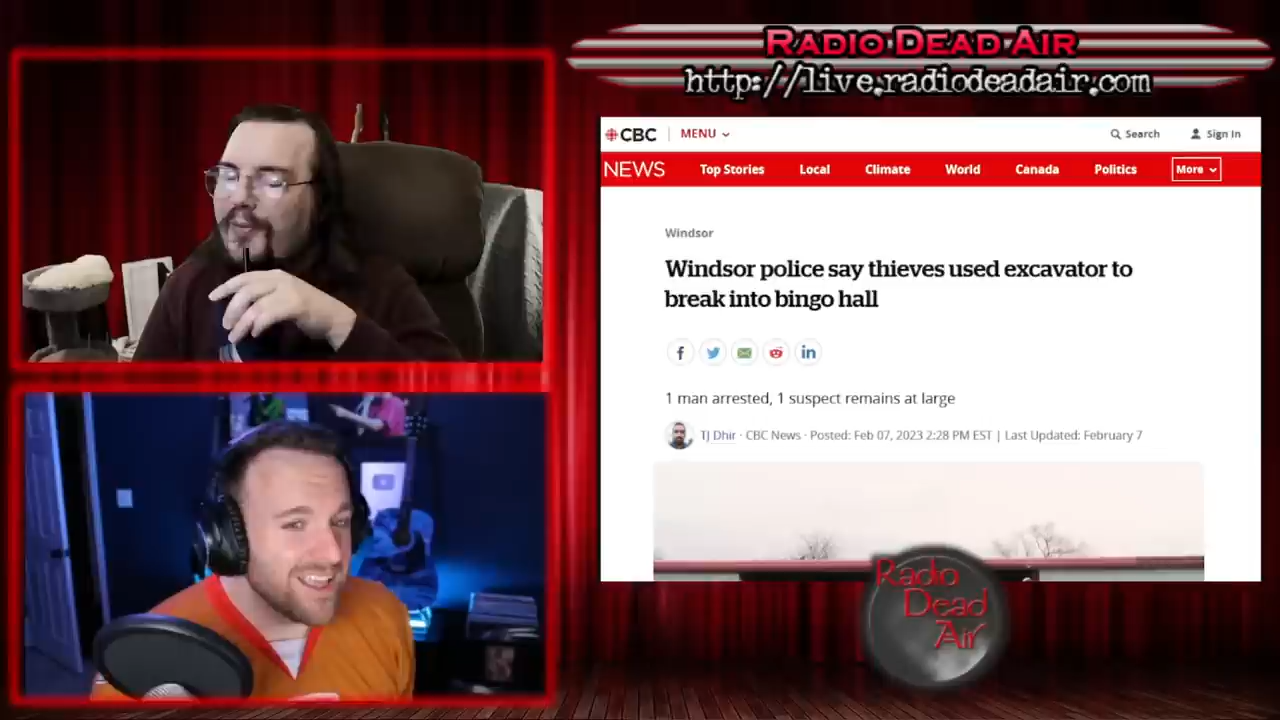 Radio Dead Air
http://live.radiodeadair.com
CBC
MENU
Search
Sign In
NEWS
Top Stories
Local
Climate
World
Canada
Politics
More
Windsor
Windsor police say thieves used excavator to
break into bingo hall
1 man arrested, 1 suspect remains at large
TJ Dhir · CBC News · Posted: Feb 07, 2023 2:28 PM EST | Last Updated: February 7
Radio
Dead
Air